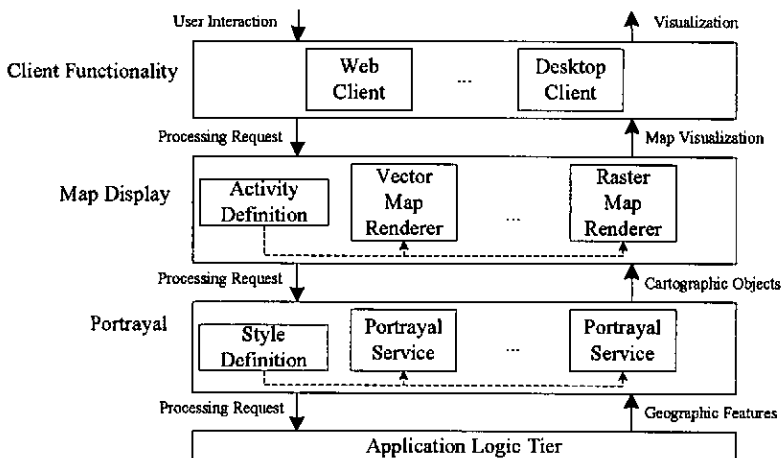 User Interaction
Visualization
Client Functionality
Web
Client
...
Desktop
Client
Processing Request
Map Visualization
Map Display
Activity
Definition
Vector
Map
Renderer
...
Raster
Map
Renderer
Processing Request
Cartographic Objects
Portrayal
Style
Definition
Portrayal
Service
...
Portrayal
Service
Processing Request
Geographic Features
Application Logic Tier